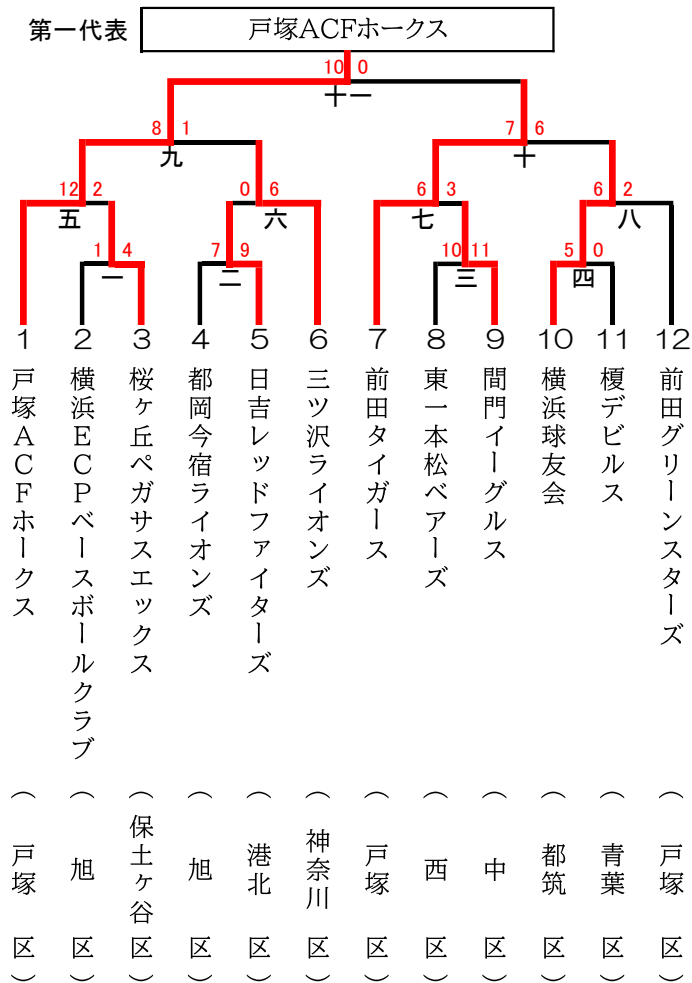 第一代表
戸塚ACFホークス
10 0
十一
8 1
7 6
九
十
12 2
0 6
6 3
6 2
五
六
七
八
1 4
7 9
10 11
5 0
一
二
三
四
1 2 3 4 5 6 7 8 9 10 11 12
戸塚ACFホークス（戸塚区）
横浜ECPベースボールクラブ（旭区）
桜ヶ丘ペガサスエックス（保土ヶ谷区）
都岡今宿ライオンズ（旭区）
日吉レッドファイターズ（港北区）
三ツ沢ライオンズ（神奈川区）
前田タイガース（戸塚区）
東一本松ベアーズ（西区）
間門イーグルス（中区）
横浜球友会（都筑区）
榎デビルス（青葉区）
前田グリーンスターズ（戸塚区）